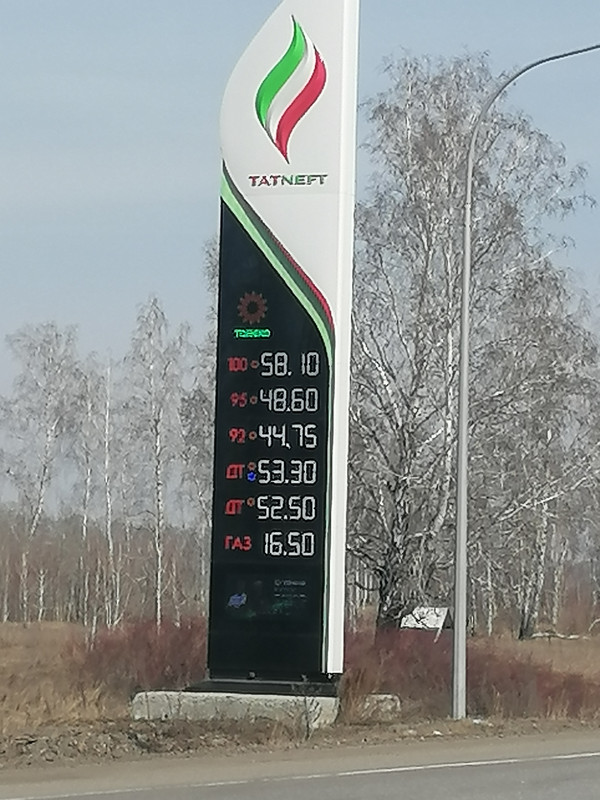 TATNEFT
TANEKO
100 58.10
95 48.60
92 44.75
ДТ 53.30
ДТ 52.50
ГАЗ 16.50